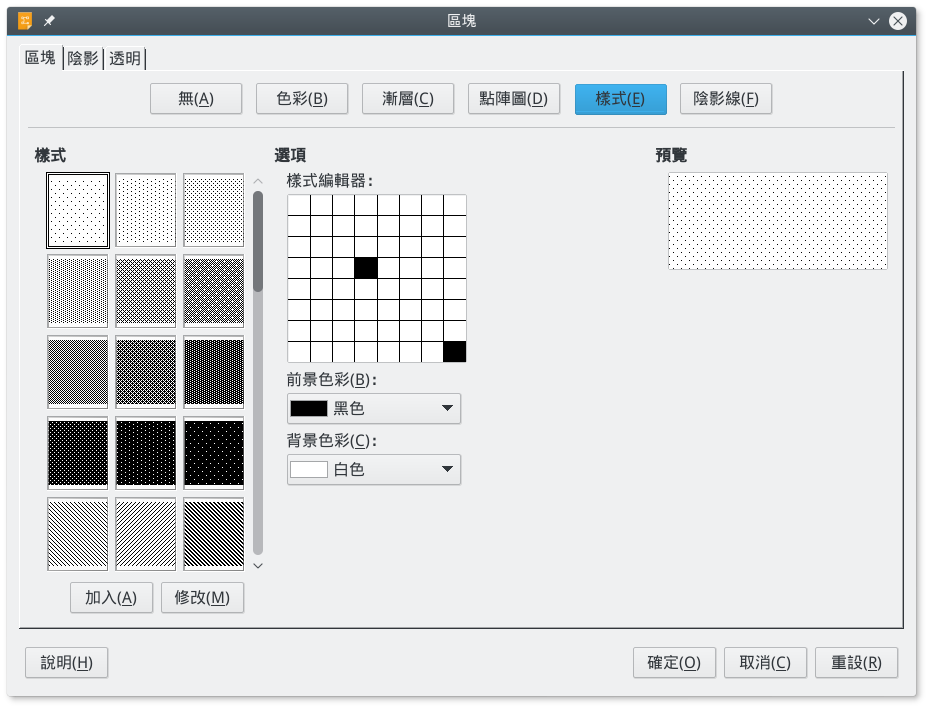 區塊
區塊 陰影 透明
無(A) 色彩(B) 漸層(C) 點陣圖(D) 樣式(E) 陰影線(F)
樣式 選項 預覽
樣式編輯器：
前景色彩(B)：
黑色
背景色彩(C)：
白色
加入(A) 修改(M)
說明(H) 確定(O) 取消(C) 重設(R)